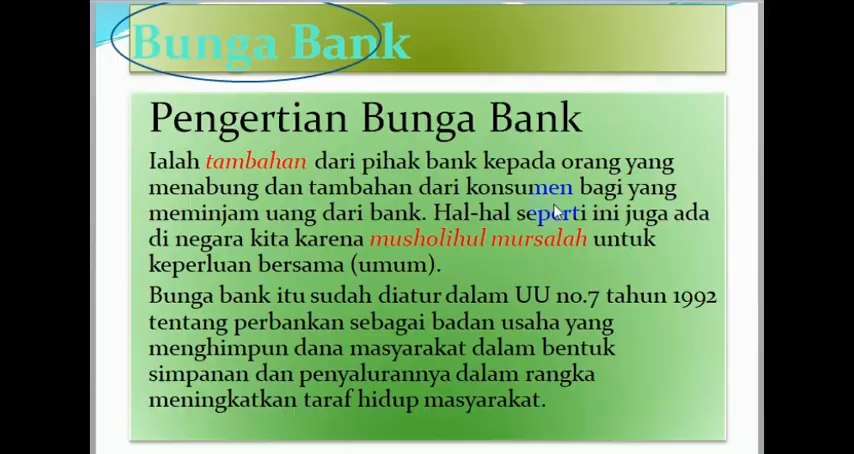 Bunga Bank
Pengertian Bunga Bank
Ialah tambahan dari pihak bank kepada orang yang
menabung dan tambahan dari konsumen bagi yang
meminjam uang dari bank. Hal-hal seperti ini juga ada
di negara kita karena musholihul mursalah untuk
keperluan bersama (umum).
Bunga bank itu sudah diatur dalam UU no.7 tahun 1992
tentang perbankan sebagai badan usaha yang
menghimpun dana masyarakat dalam bentuk
simpanan dan penyalurannya dalam rangka
meningkatkan taraf hidup masyarakat.